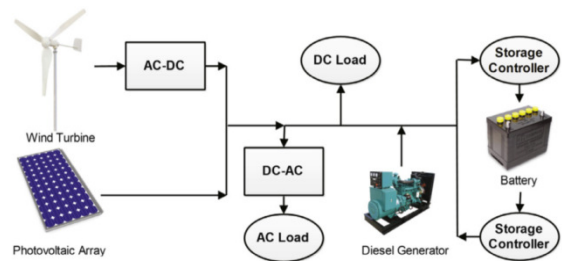 AC-DC
DC Load
Storage
Controller
Wind Turbine
DC-AC
Battery
AC Load
Storage
Controller
Photovoltaic Array
Diesel Generator